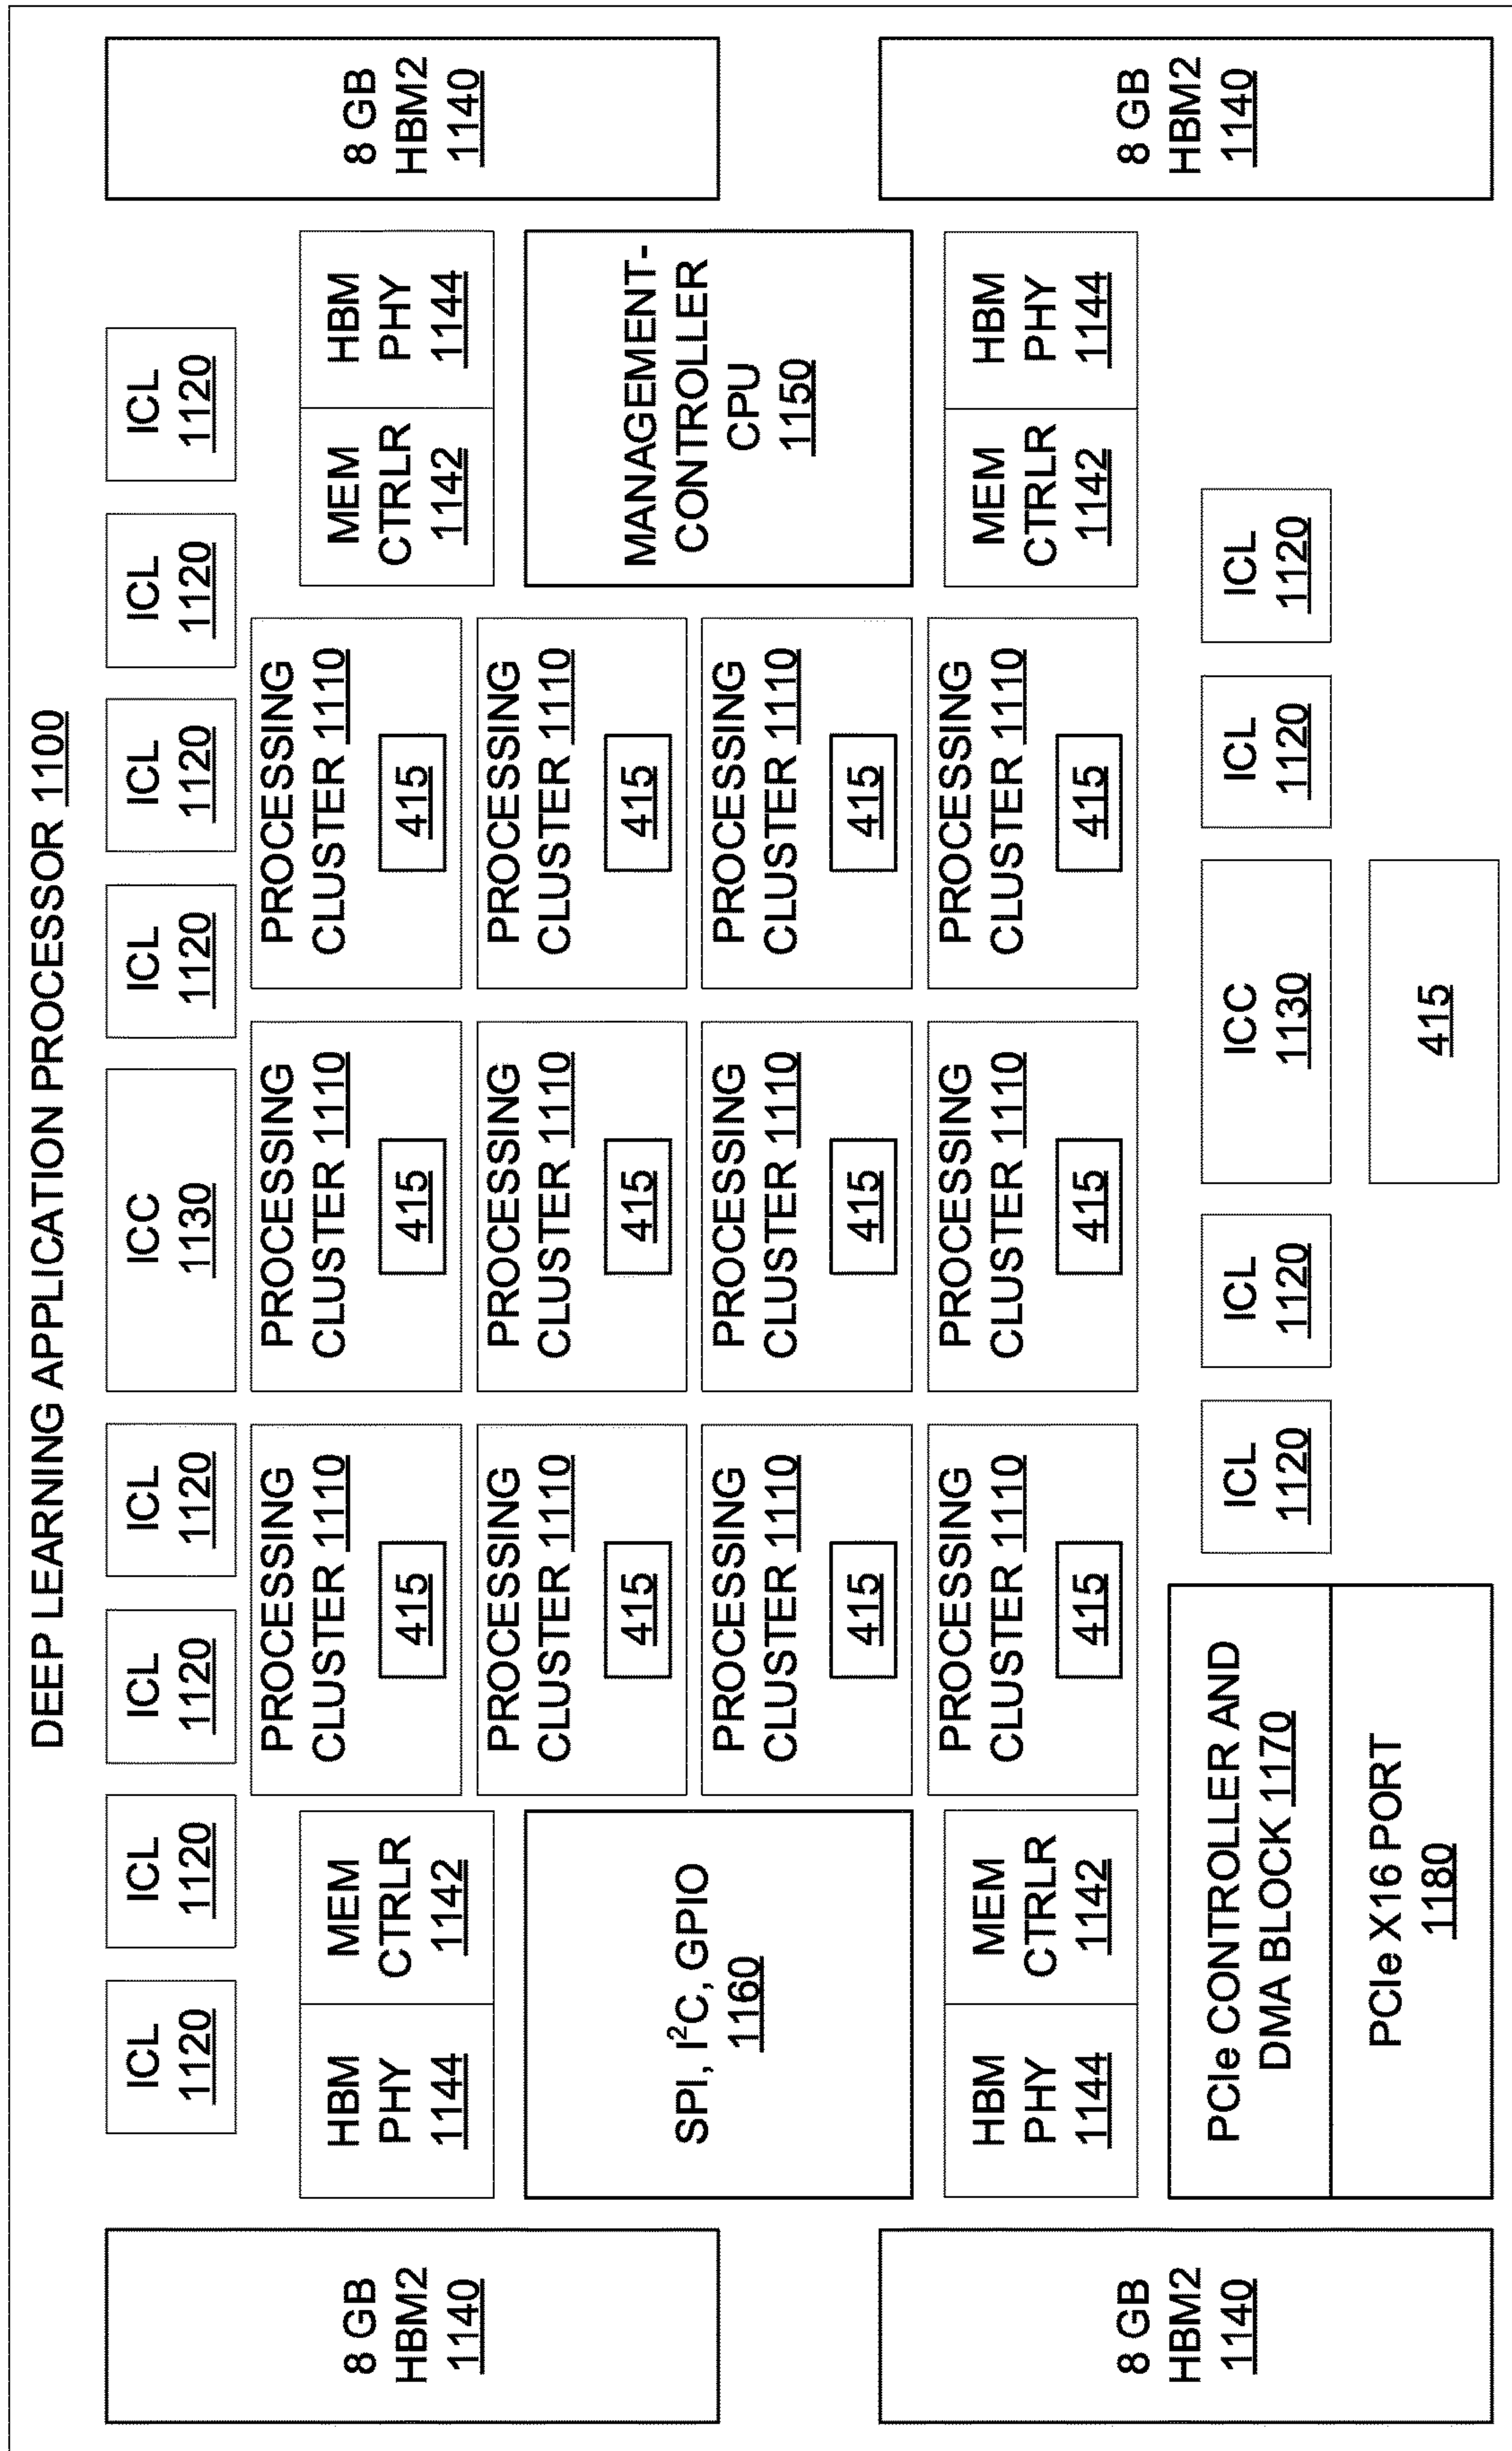 DEEP LEARNING APPLICATION PROCESSOR 1100
8 GB
HBM2
1140
ICL
1120
ICL
1120
ICL
1120
ICL
1120
ICC
1130
ICL
1120
ICL
1120
ICL
1120
ICL
1120
8 GB
HBM2
1140
HBM
PHY
1144
MEM
CTRLR
1142
PROCESSING
CLUSTER 1110
415
PROCESSING
CLUSTER 1110
415
PROCESSING
CLUSTER 1110
415
MEM
CTRLR
1142
HBM
PHY
1144
SPI, I²C, GPIO
1160
PROCESSING
CLUSTER 1110
415
PROCESSING
CLUSTER 1110
415
PROCESSING
CLUSTER 1110
415
MANAGEMENT-
CONTROLLER
CPU
1150
PROCESSING
CLUSTER 1110
415
PROCESSING
CLUSTER 1110
415
PROCESSING
CLUSTER 1110
415
8 GB
HBM2
1140
HBM
PHY
1144
MEM
CTRLR
1142
PROCESSING
CLUSTER 1110
415
PROCESSING
CLUSTER 1110
415
PROCESSING
CLUSTER 1110
415
MEM
CTRLR
1142
HBM
PHY
1144
8 GB
HBM2
1140
PCIe CONTROLLER AND
DMA BLOCK 1170
ICL
1120
ICL
1120
ICC
1130
ICL
1120
ICL
1120
PCIe X16 PORT
1180
415